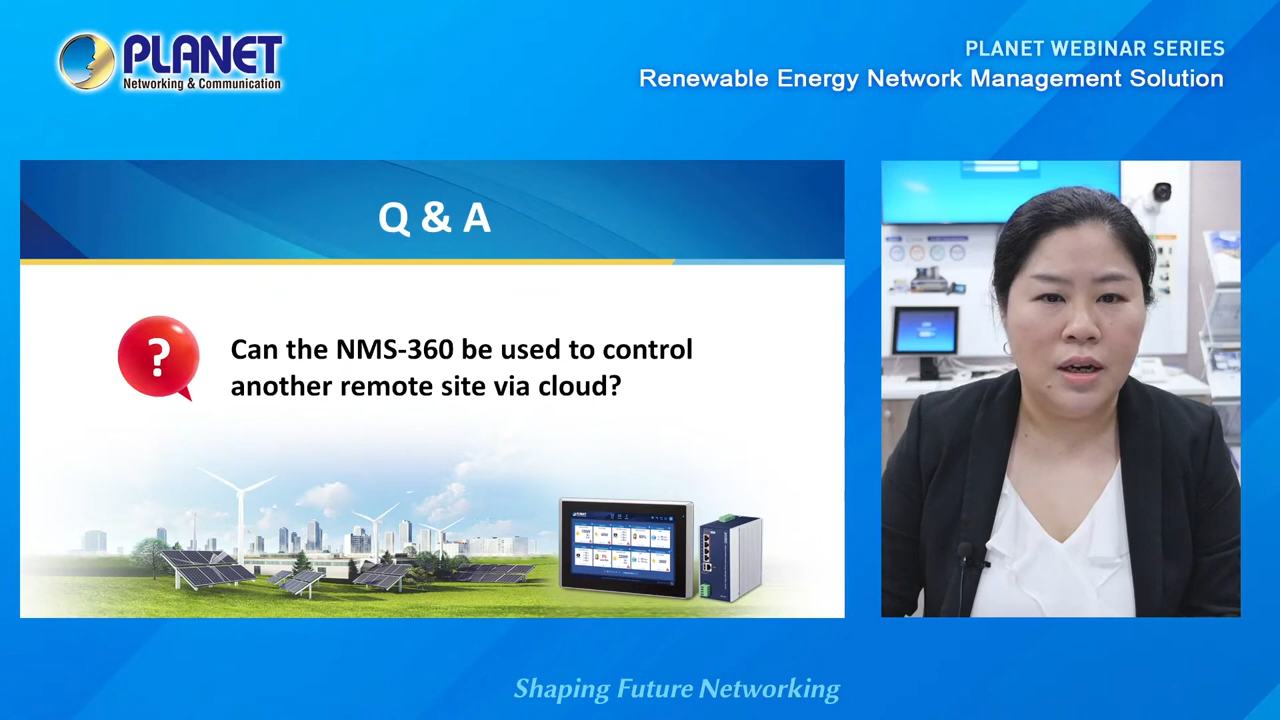 PLANET
Networking & Communication
PLANET WEBINAR SERIES
Renewable Energy Network Management Solution
Q & A
?
Can the NMS-360 be used to control
another remote site via cloud?
PLANET
Shaping Future Networking